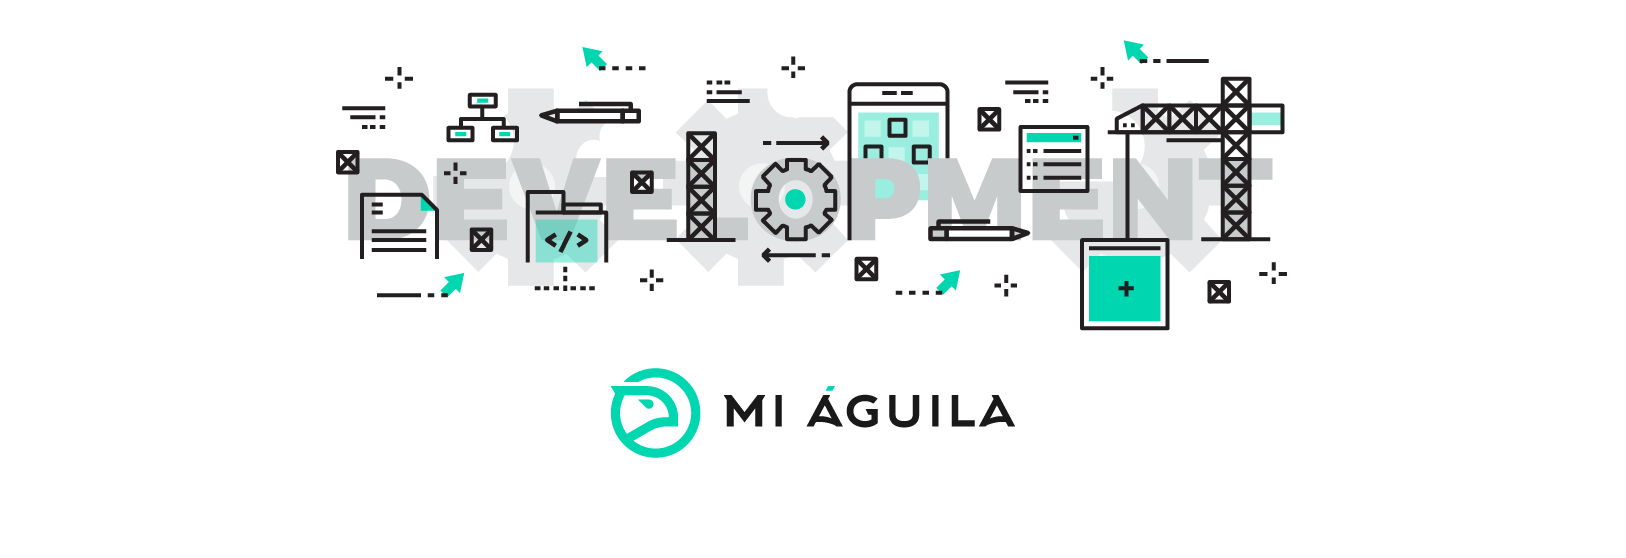 DEVELOPMENT
</>
MI ÁGUILA